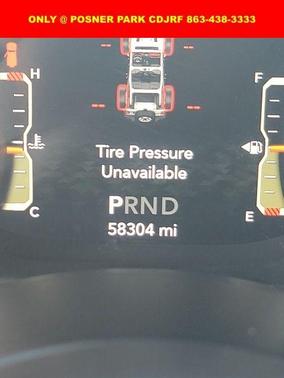 ONLY @ POSNER PARK CDJRF 863-438-3333
H F
Tire Pressure
Unavailable
PRND
C E
58304 mi